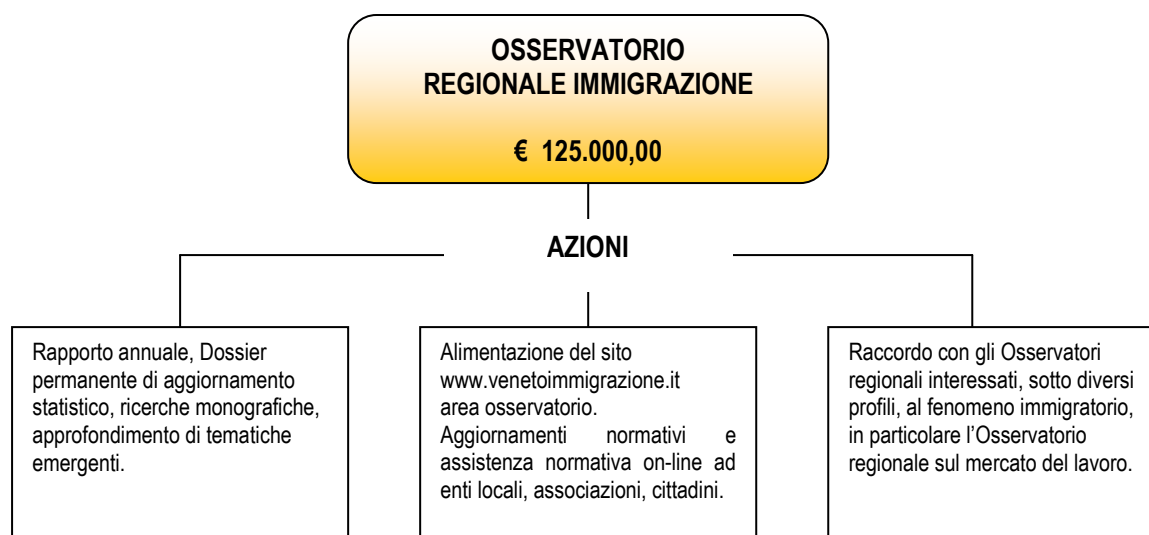 OSSERVATORIO
REGIONALE IMMIGRAZIONE
€ 125.000,00
AZIONI
Rapporto annuale, Dossier
permanente di aggiornamento
statistico, ricerche monografiche,
approfondimento di tematiche
emergenti.
Alimentazione del sito
www.venetoimmigrazione.it
area osservatorio.
Aggiornamenti normativi e
assistenza normativa on-line ad
enti locali, associazioni, cittadini.
Raccordo con gli Osservatori
regionali interessati, sotto diversi
profili, al fenomeno immigratorio,
in particolare l’Osservatorio
regionale sul mercato del lavoro.